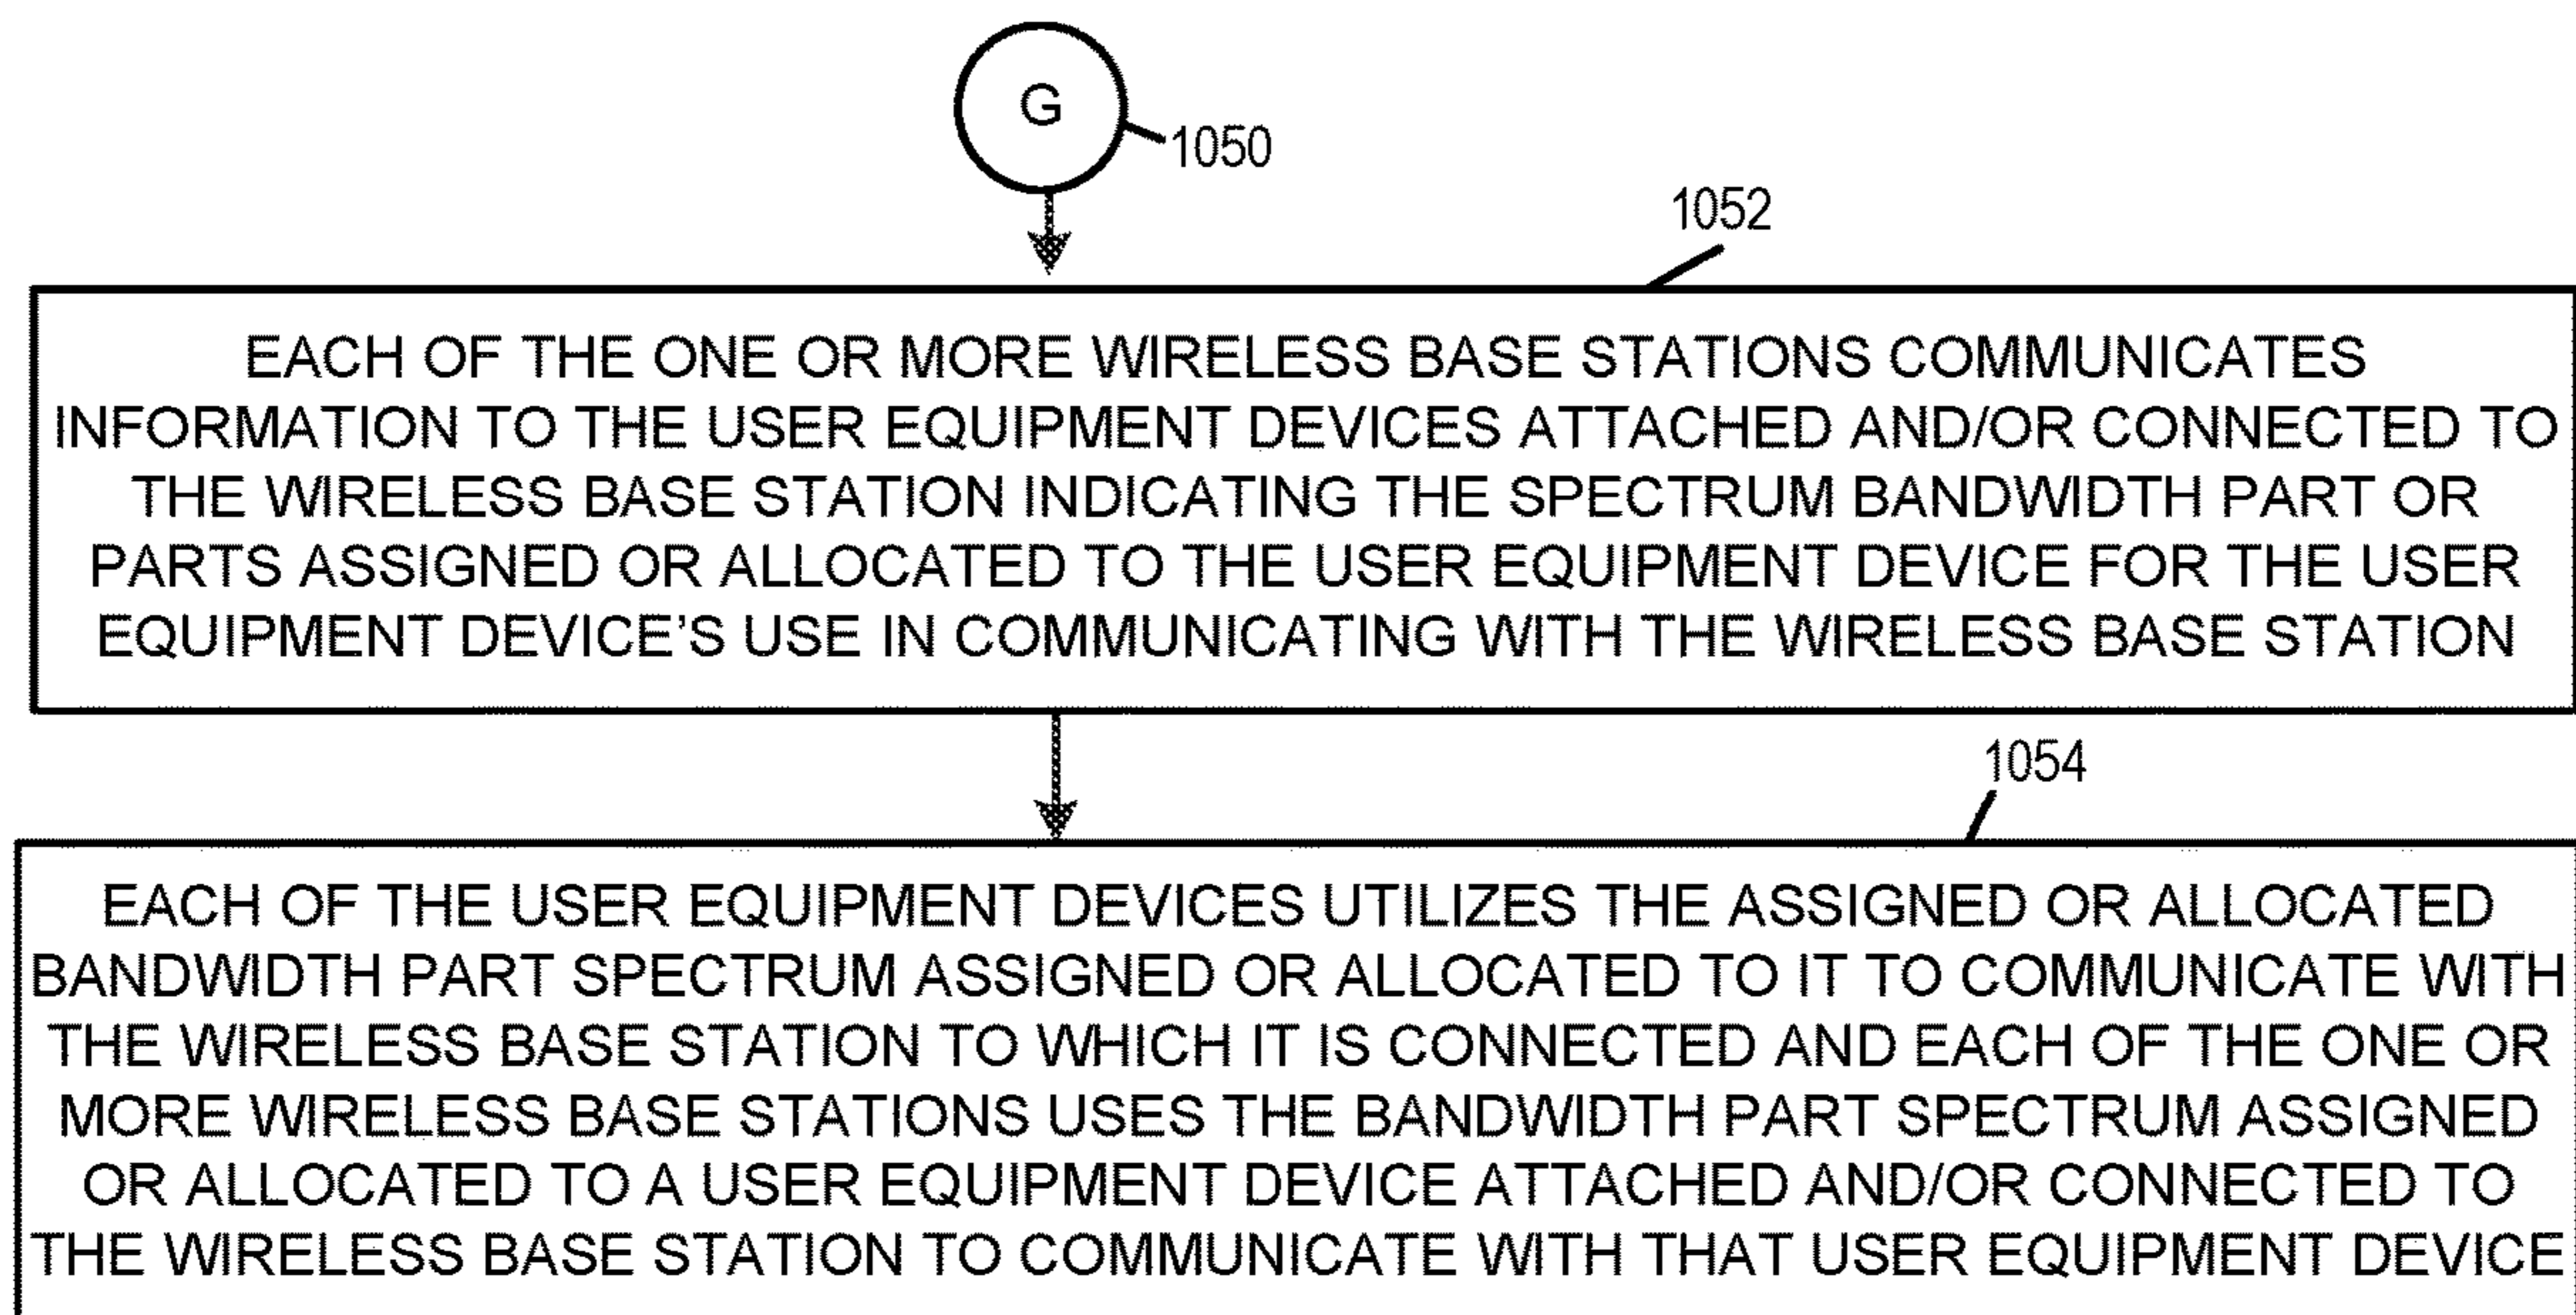 G
1050
1052
EACH OF THE ONE OR MORE WIRELESS BASE STATIONS COMMUNICATES
INFORMATION TO THE USER EQUIPMENT DEVICES ATTACHED AND/OR CONNECTED TO
THE WIRELESS BASE STATION INDICATING THE SPECTRUM BANDWIDTH PART OR
PARTS ASSIGNED OR ALLOCATED TO THE USER EQUIPMENT DEVICE FOR THE USER
EQUIPMENT DEVICE’S USE IN COMMUNICATING WITH THE WIRELESS BASE STATION
1054
EACH OF THE USER EQUIPMENT DEVICES UTILIZES THE ASSIGNED OR ALLOCATED
BANDWIDTH PART SPECTRUM ASSIGNED OR ALLOCATED TO IT TO COMMUNICATE WITH
THE WIRELESS BASE STATION TO WHICH IT IS CONNECTED AND EACH OF THE ONE OR
MORE WIRELESS BASE STATIONS USES THE BANDWIDTH PART SPECTRUM ASSIGNED
OR ALLOCATED TO A USER EQUIPMENT DEVICE ATTACHED AND/OR CONNECTED TO
THE WIRELESS BASE STATION TO COMMUNICATE WITH THAT USER EQUIPMENT DEVICE